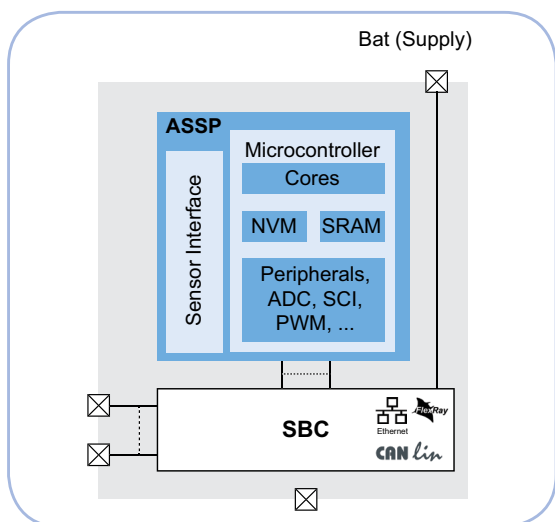 Bat (Supply)
ASSP
Sensor Interface
Microcontroller
Cores
NVM
SRAM
Peripherals,
ADC, SCI,
PWM, ...
SBC
Ethernet
FlexRay
CAN
lin